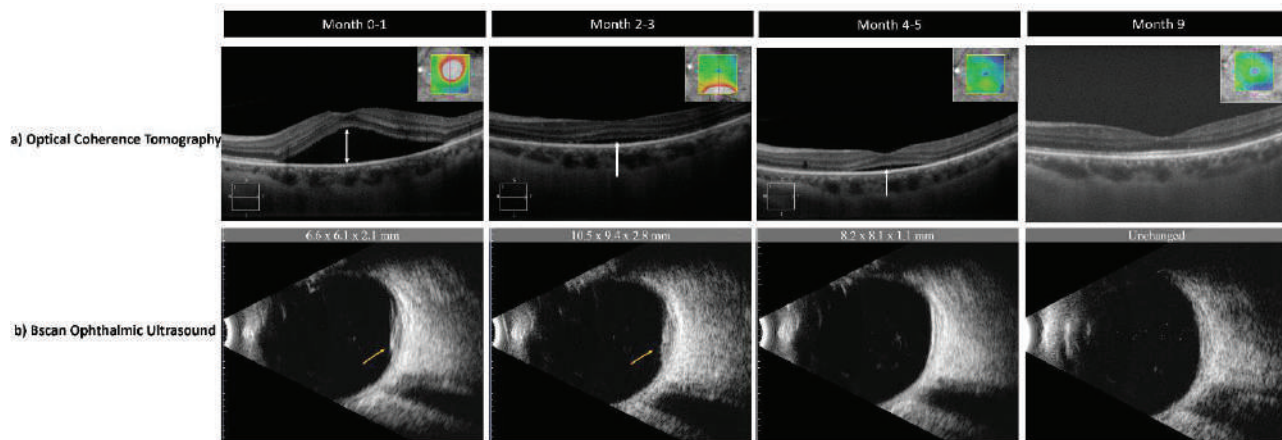 Month 0-1
Month 2-3
Month 4-5
Month 9
a) Optical Coherence Tomography
6.6 x 6.1 x 2.1 mm
10.5 x 9.4 x 2.8 mm
8.2 x 8.1 x 1.1 mm
Unchanged
b) Bscan Ophthalmic Ultrasound